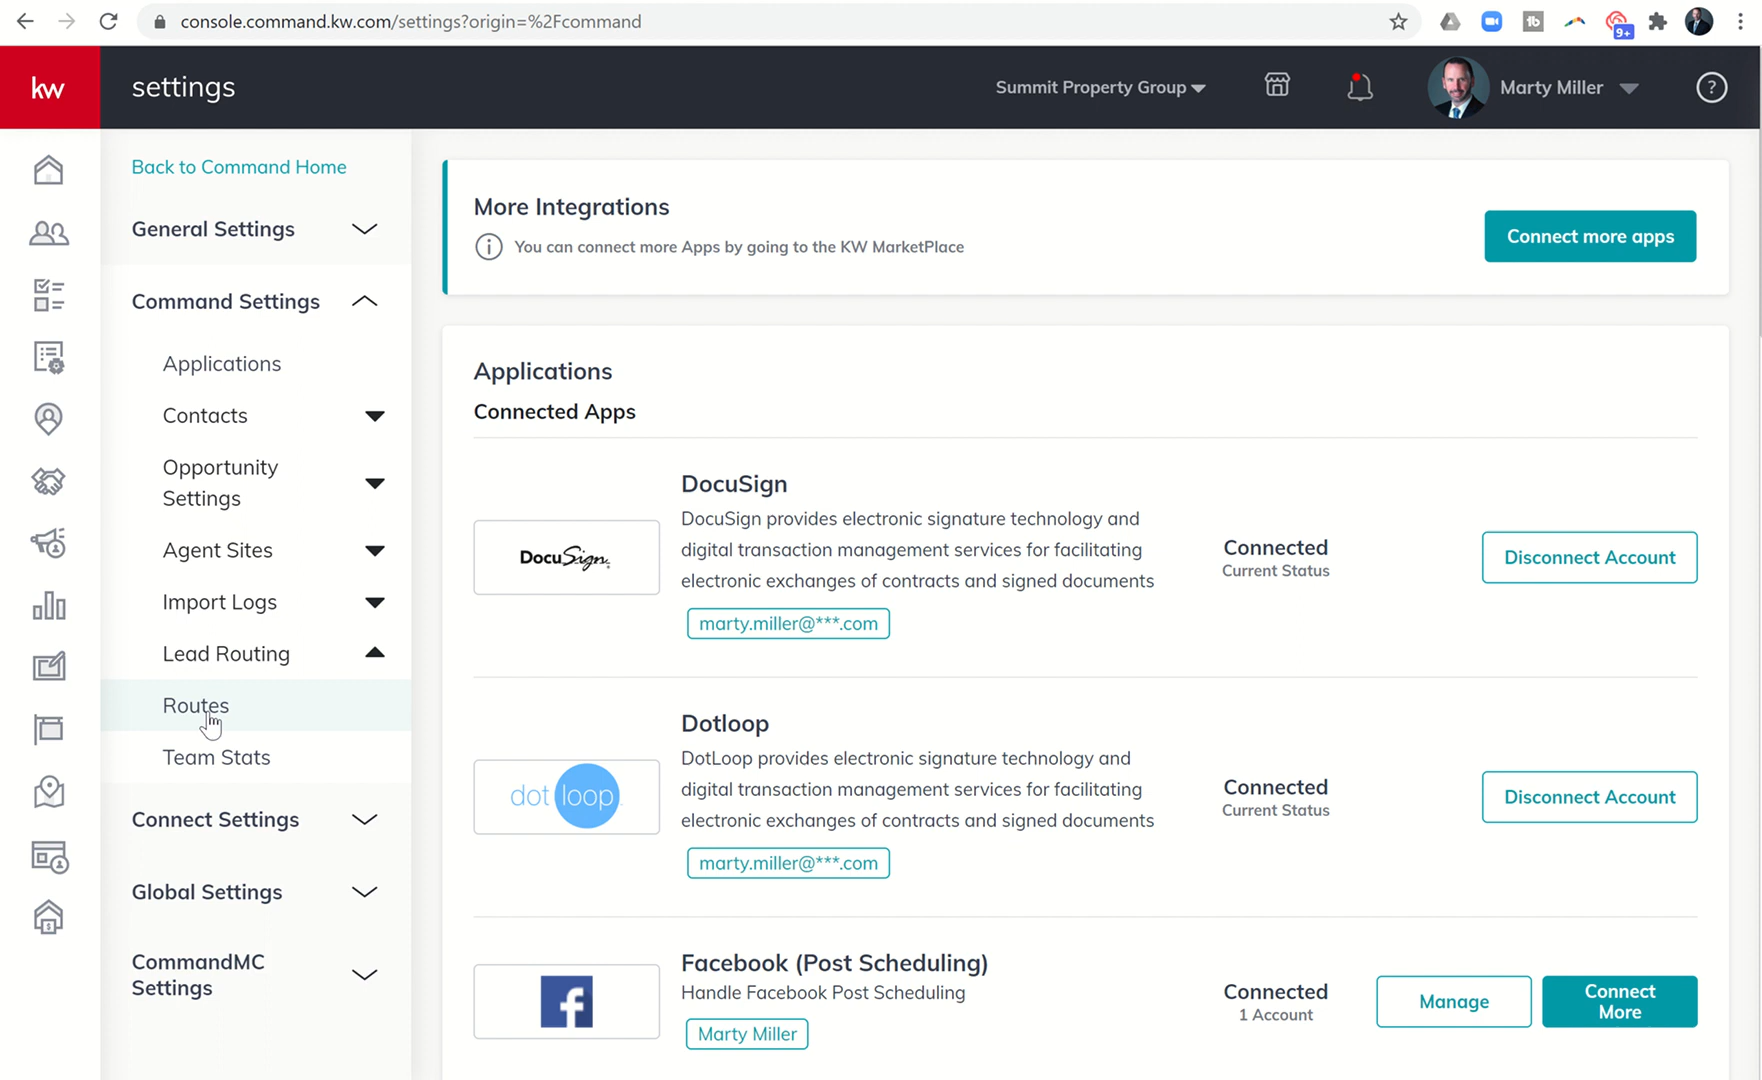 console.command.kw.com/settings?origin=%2Fcommand
tb
9+
kw
settings
Summit Property Group
Marty Miller
?
Back to Command Home
General Settings
Command Settings
Applications
Contacts
Opportunity
Settings
Agent Sites
Import Logs
Lead Routing
Routes
Team Stats
Connect Settings
Global Settings
CommandMC
Settings
More Integrations
You can connect more Apps by going to the KW MarketPlace
Connect more apps
Applications
Connected Apps
DocuSign
DocuSign
DocuSign provides electronic signature technology and
digital transaction management services for facilitating
electronic exchanges of contracts and signed documents
marty.miller@***.com
Connected
Current Status
Disconnect Account
dot loop
Dotloop
DotLoop provides electronic signature technology and
digital transaction management services for facilitating
electronic exchanges of contracts and signed documents
marty.miller@***.com
Connected
Current Status
Disconnect Account
f
Facebook (Post Scheduling)
Handle Facebook Post Scheduling
Marty Miller
Connected
1 Account
Manage
Connect
More